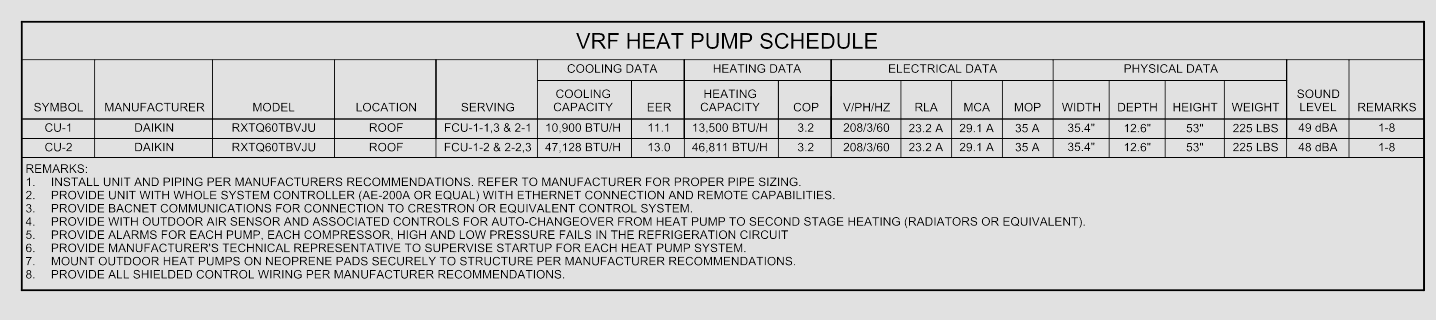 VRF HEAT PUMP SCHEDULE
COOLING DATA HEATING DATA ELECTRICAL DATA PHYSICAL DATA
SYMBOL MANUFACTURER MODEL LOCATION SERVING COOLING CAPACITY EER HEATING CAPACITY COP V/PH/HZ RLA MCA MOP WIDTH DEPTH HEIGHT WEIGHT SOUND LEVEL REMARKS
CU-1 DAIKIN RXTQ60TBVJU ROOF FCU-1-1,3 & 2-1 10,900 BTU/H 11.1 13,500 BTU/H 3.2 208/3/60 23.2 A 29.1 A 35 A 35.4" 12.6" 53" 225 LBS 49 dBA 1-8
CU-2 DAIKIN RXTQ60TBVJU ROOF FCU-1-2 & 2-2,3 47,128 BTU/H 13.0 46,811 BTU/H 3.2 208/3/60 23.2 A 29.1 A 35 A 35.4" 12.6" 53" 225 LBS 48 dBA 1-8
REMARKS:
1. INSTALL UNIT AND PIPING PER MANUFACTURERS RECOMMENDATIONS. REFER TO MANUFACTURER FOR PROPER PIPE SIZING.
2. PROVIDE UNIT WITH WHOLE SYSTEM CONTROLLER (AE-200A OR EQUAL) WITH ETHERNET CONNECTION AND REMOTE CAPABILITIES.
3. PROVIDE BACNET COMMUNICATIONS FOR CONNECTION TO CRESTRON OR EQUIVALENT CONTROL SYSTEM.
4. PROVIDE WITH OUTDOOR AIR SENSOR AND ASSOCIATED CONTROLS FOR AUTO-CHANGEOVER FROM HEAT PUMP TO SECOND STAGE HEATING (RADIATORS OR EQUIVALENT).
5. PROVIDE ALARMS FOR EACH PUMP, EACH COMPRESSOR, HIGH AND LOW PRESSURE FAILS IN THE REFRIGERATION CIRCUIT
6. PROVIDE MANUFACTURER'S TECHNICAL REPRESENTATIVE TO SUPERVISE STARTUP FOR EACH HEAT PUMP SYSTEM.
7. MOUNT OUTDOOR HEAT PUMPS ON NEOPRENE PADS SECURELY TO STRUCTURE PER MANUFACTURER RECOMMENDATIONS.
8. PROVIDE ALL SHIELDED CONTROL WIRING PER MANUFACTURER RECOMMENDATIONS.